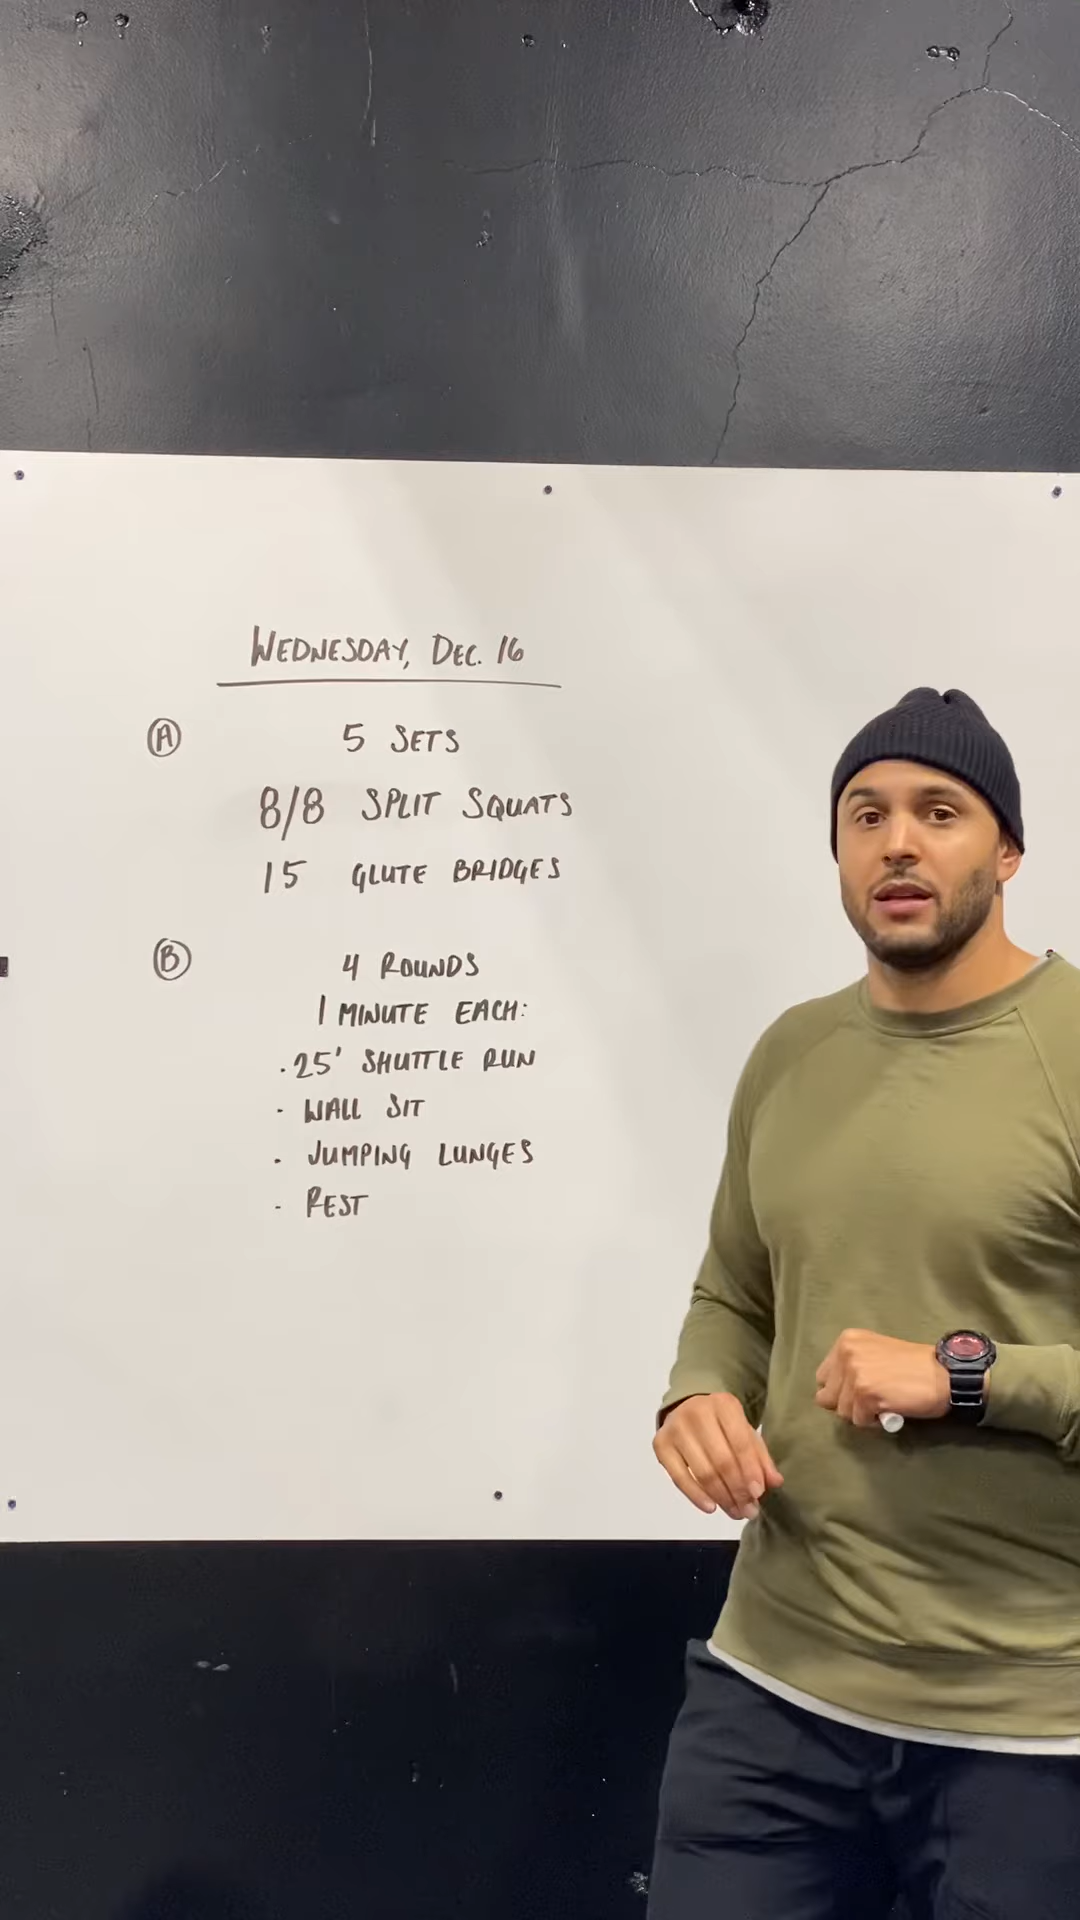 WEDNESDAY, DEC. 16
Ⓐ 5 SETS
8/8 SPLIT SQUATS
15 GLUTE BRIDGES
Ⓑ 4 ROUNDS
1 MINUTE EACH:
· 25' SHUTTLE RUN
· WALL SIT
· JUMPING LUNGES
· REST